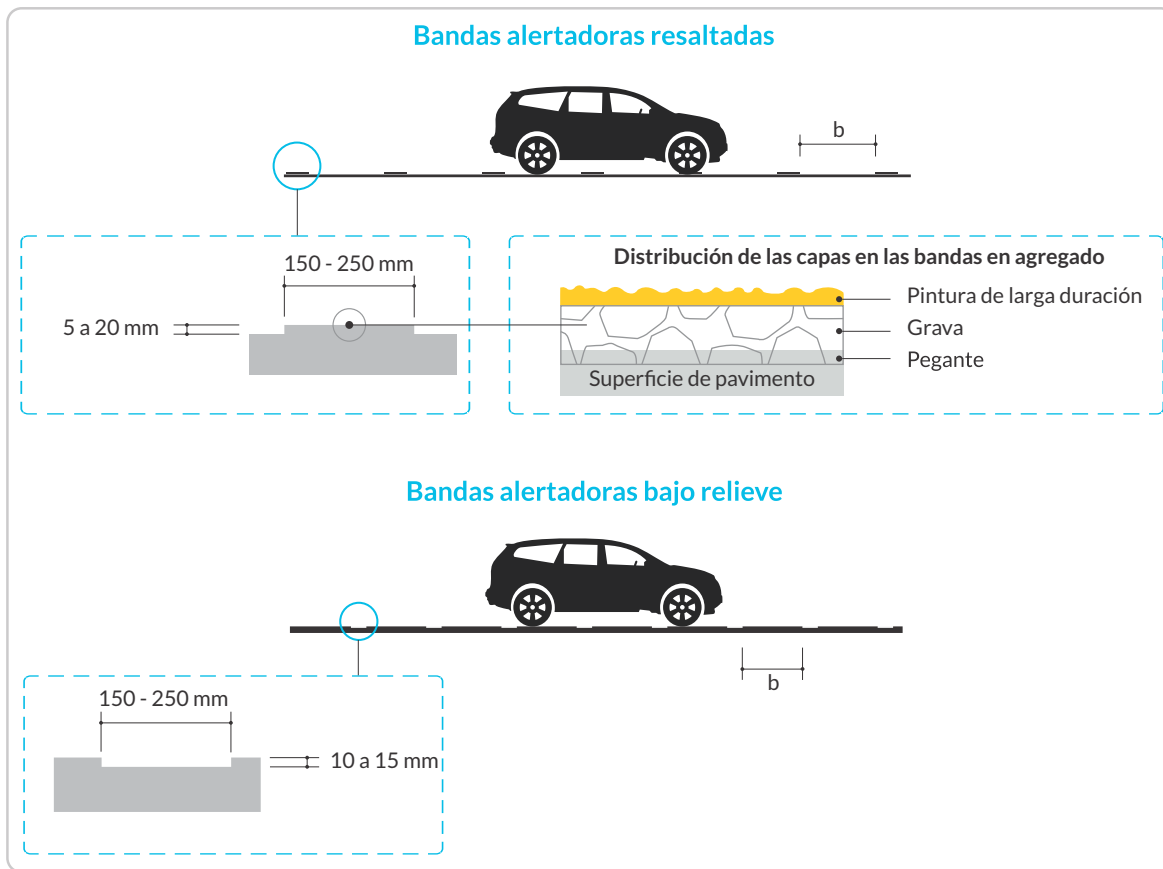 Bandas alertadoras resaltadas
b
150 - 250 mm
5 a 20 mm
Distribución de las capas en las bandas en agregado
Pintura de larga duración
Grava
Pegante
Superficie de pavimento
Bandas alertadoras bajo relieve
b
150 - 250 mm
10 a 15 mm